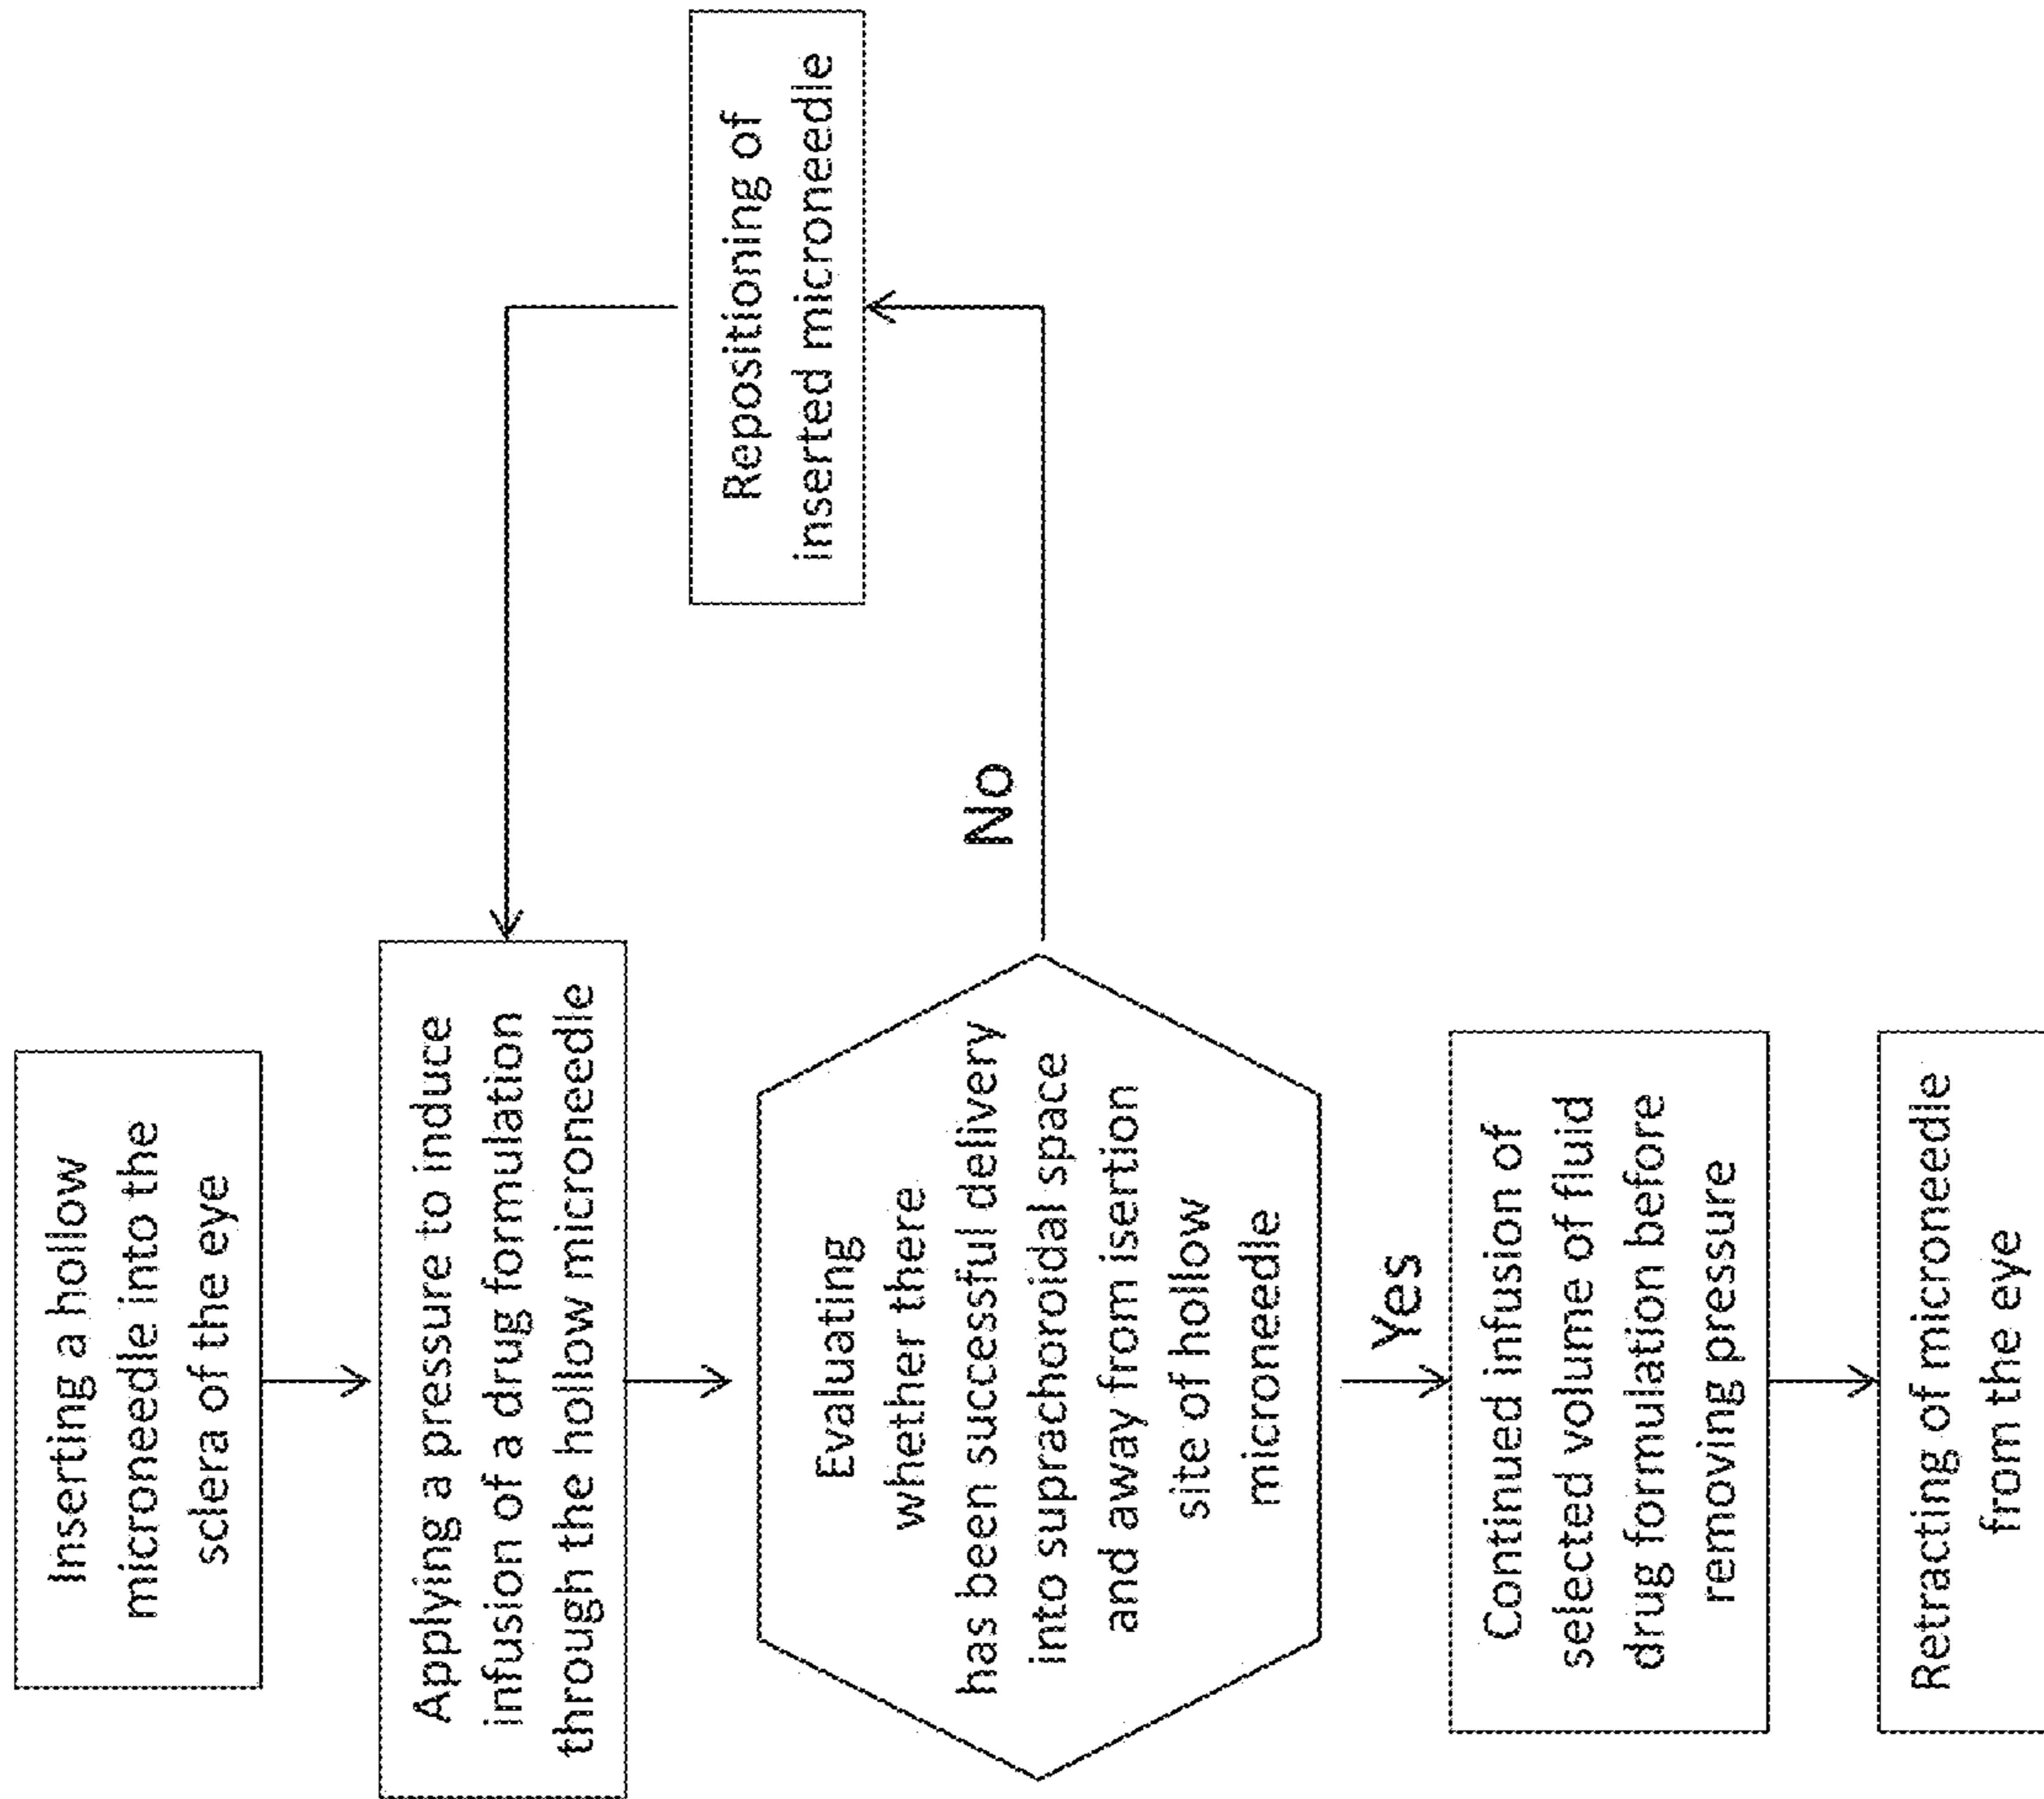 Inserting a hollow
microneedle into the
sclera of the eye
Applying a pressure to induce
infusion of a drug formulation
through the hollow microneedle
Evaluating
whether there
has been successful delivery
into suprachoroidal space
and away from isertion
site of hollow
microneedle
No
Repositioning of
inserted microneedle
Yes
Continued infusion of
selected volume of fluid
drug formulation before
removing pressure
Retracting of microneedle
from the eye